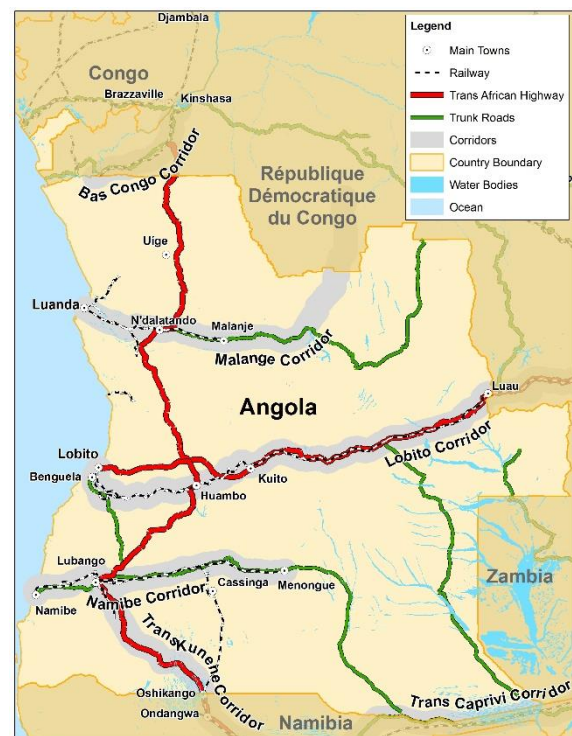 Djambala
Congo
Brazzaville
Kinshasa
Bas Congo Corridor
République
Démocratique
du Congo
Uíge
Luanda
N'dalatando
Malanje
Malange Corridor
Luau
Angola
Lobito
Lobito Corridor
Benguela
Kuito
Huambo
Lubango
Cassinga
Menongue
Zambia
Namibe
Namibe Corridor
TransKunene Corridor
Oshikango
Trans Caprivi Corridor
Ondangwa
Namibia
Legend
Main Towns
Railway
Trans African Highway
Trunk Roads
Corridors
Country Boundary
Water Bodies
Ocean